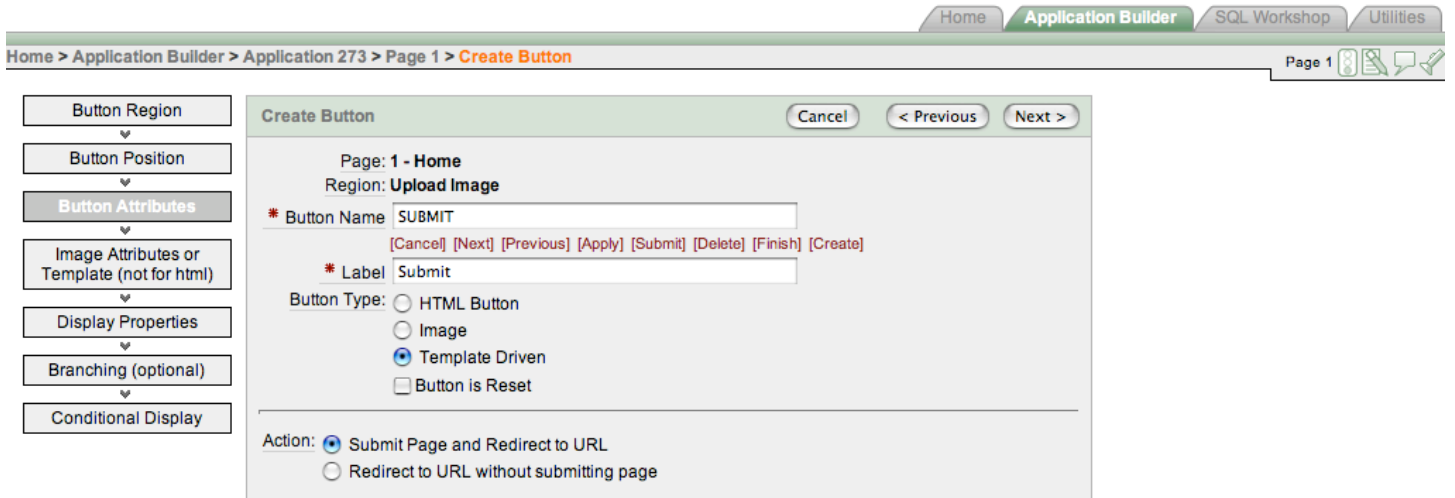 Home Application Builder SQL Workshop Utilities
Home > Application Builder > Application 273 > Page 1 > Create Button
Page 1
Button Region
Button Position
Button Attributes
Image Attributes or
Template (not for html)
Display Properties
Branching (optional)
Conditional Display
Create Button Cancel < Previous Next >
Page: 1 - Home
Region: Upload Image
* Button Name SUBMIT
[Cancel] [Next] [Previous] [Apply] [Submit] [Delete] [Finish] [Create]
* Label Submit
Button Type: HTML Button
Image
Template Driven
Button is Reset
Action: Submit Page and Redirect to URL
Redirect to URL without submitting page